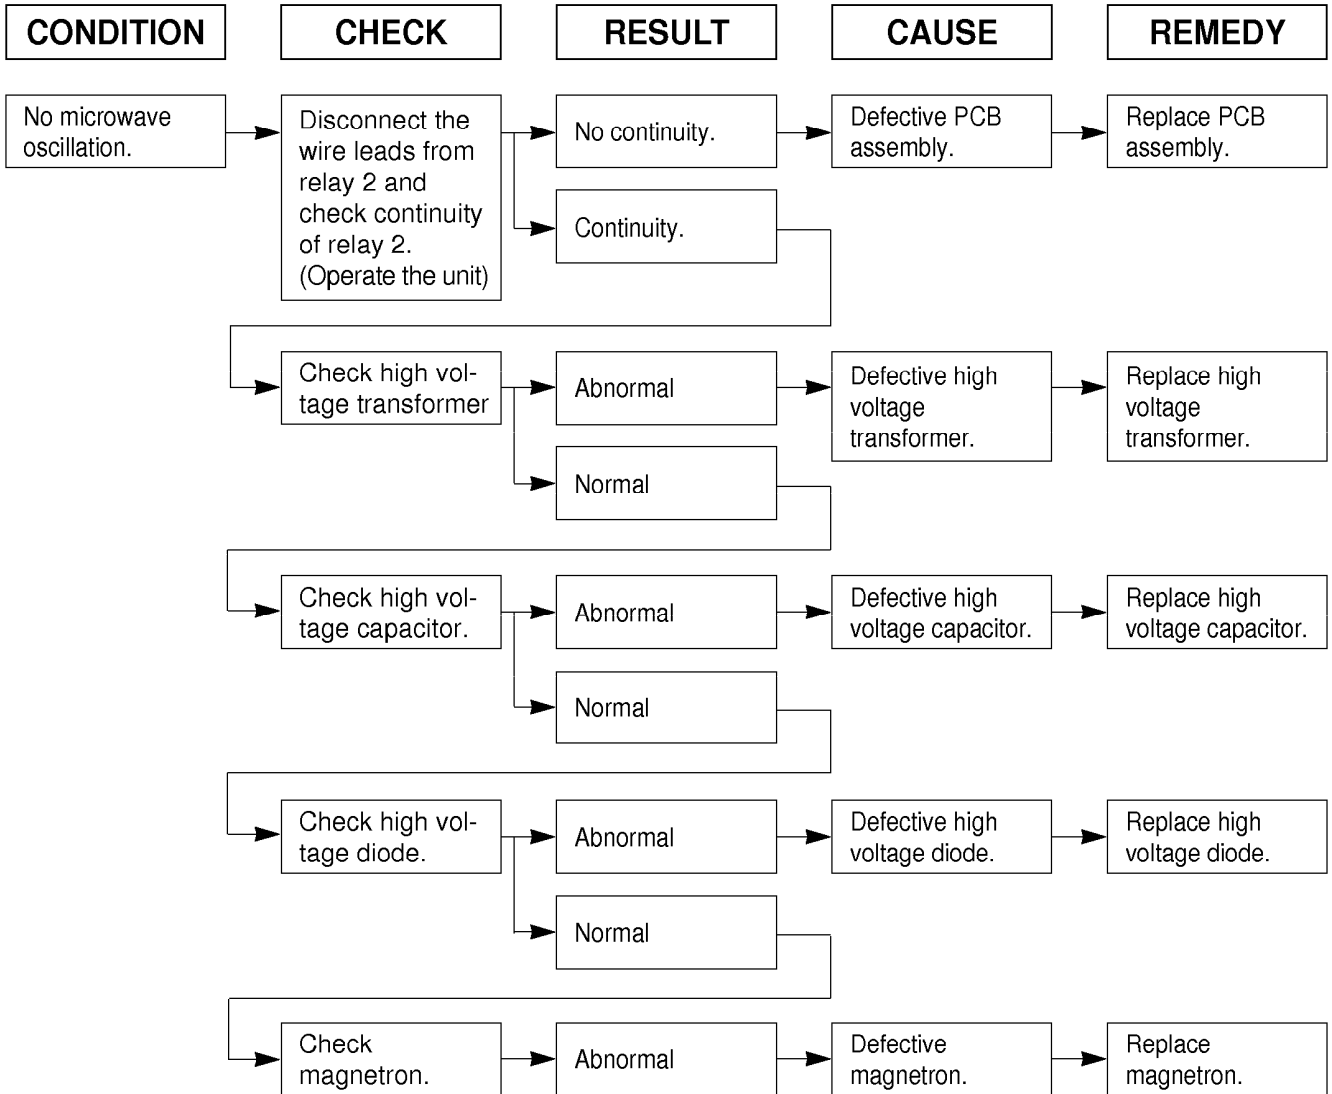 CONDITION
CHECK
RESULT
CAUSE
REMEDY
No microwave
oscillation.
Disconnect the
wire leads from
relay 2 and
check continuity
of relay 2.
(Operate the unit)
No continuity.
Defective PCB
assembly.
Replace PCB
assembly.
Continuity.
Check high vol-
tage transformer
Abnormal
Defective high
voltage
transformer.
Replace high
voltage
transformer.
Normal
Check high vol-
tage capacitor.
Abnormal
Defective high
voltage capacitor.
Replace high
voltage capacitor.
Normal
Check high vol-
tage diode.
Abnormal
Defective high
voltage diode.
Replace high
voltage diode.
Normal
Check
magnetron.
Abnormal
Defective
magnetron.
Replace
magnetron.